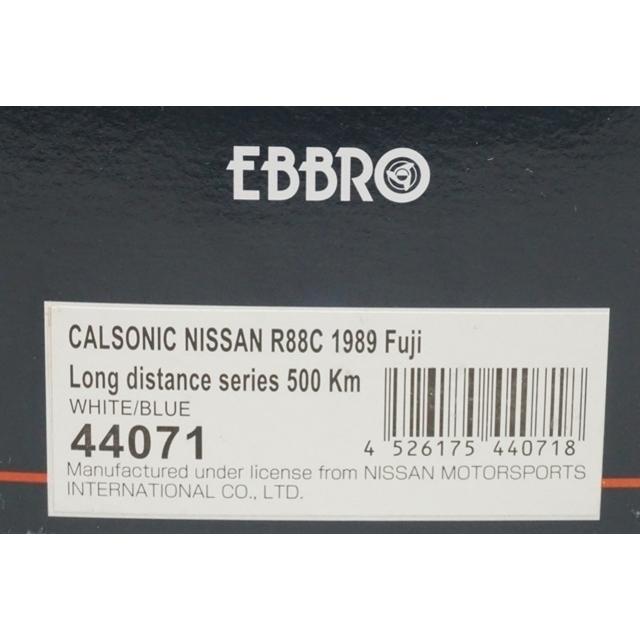 EBBRO
CALSONIC NISSAN R88C 1989 Fuji
Long distance series 500 Km
WHITE/BLUE
44071
4 526175 440718
Manufactured under license from NISSAN MOTORSPORTS
INTERNATIONAL CO., LTD.